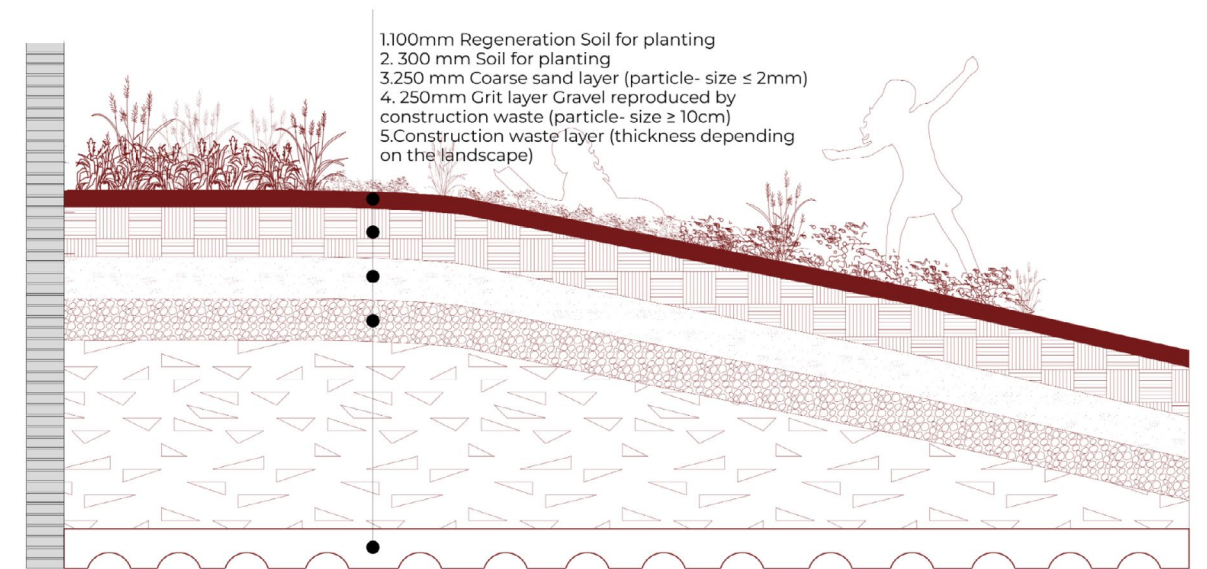 1.100mm Regeneration Soil for planting
2. 300 mm Soil for planting
3.250 mm Coarse sand layer (particle- size ≤ 2mm)
4. 250mm Grit layer Gravel reproduced by
construction waste (particle- size ≥ 10cm)
5.Construction waste layer (thickness depending
on the landscape)